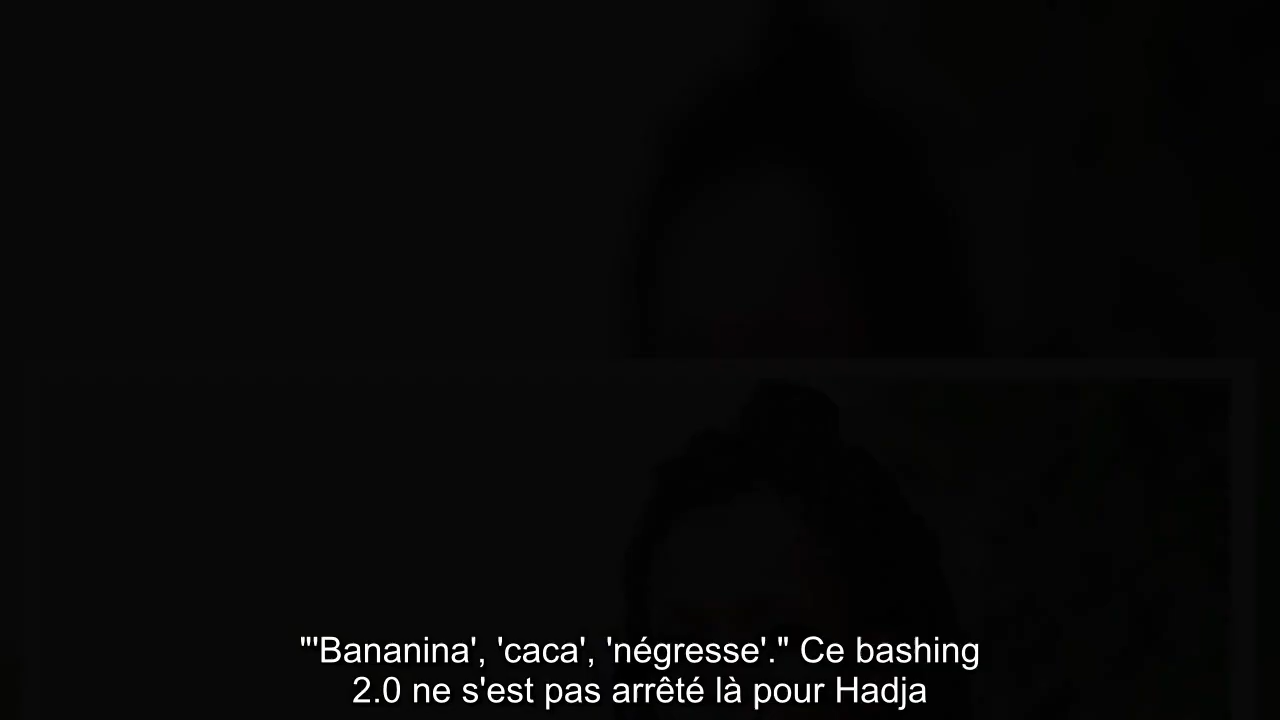 "'Bananina', 'caca', 'négresse'." Ce bashing
2.0 ne s'est pas arrêté là pour Hadja